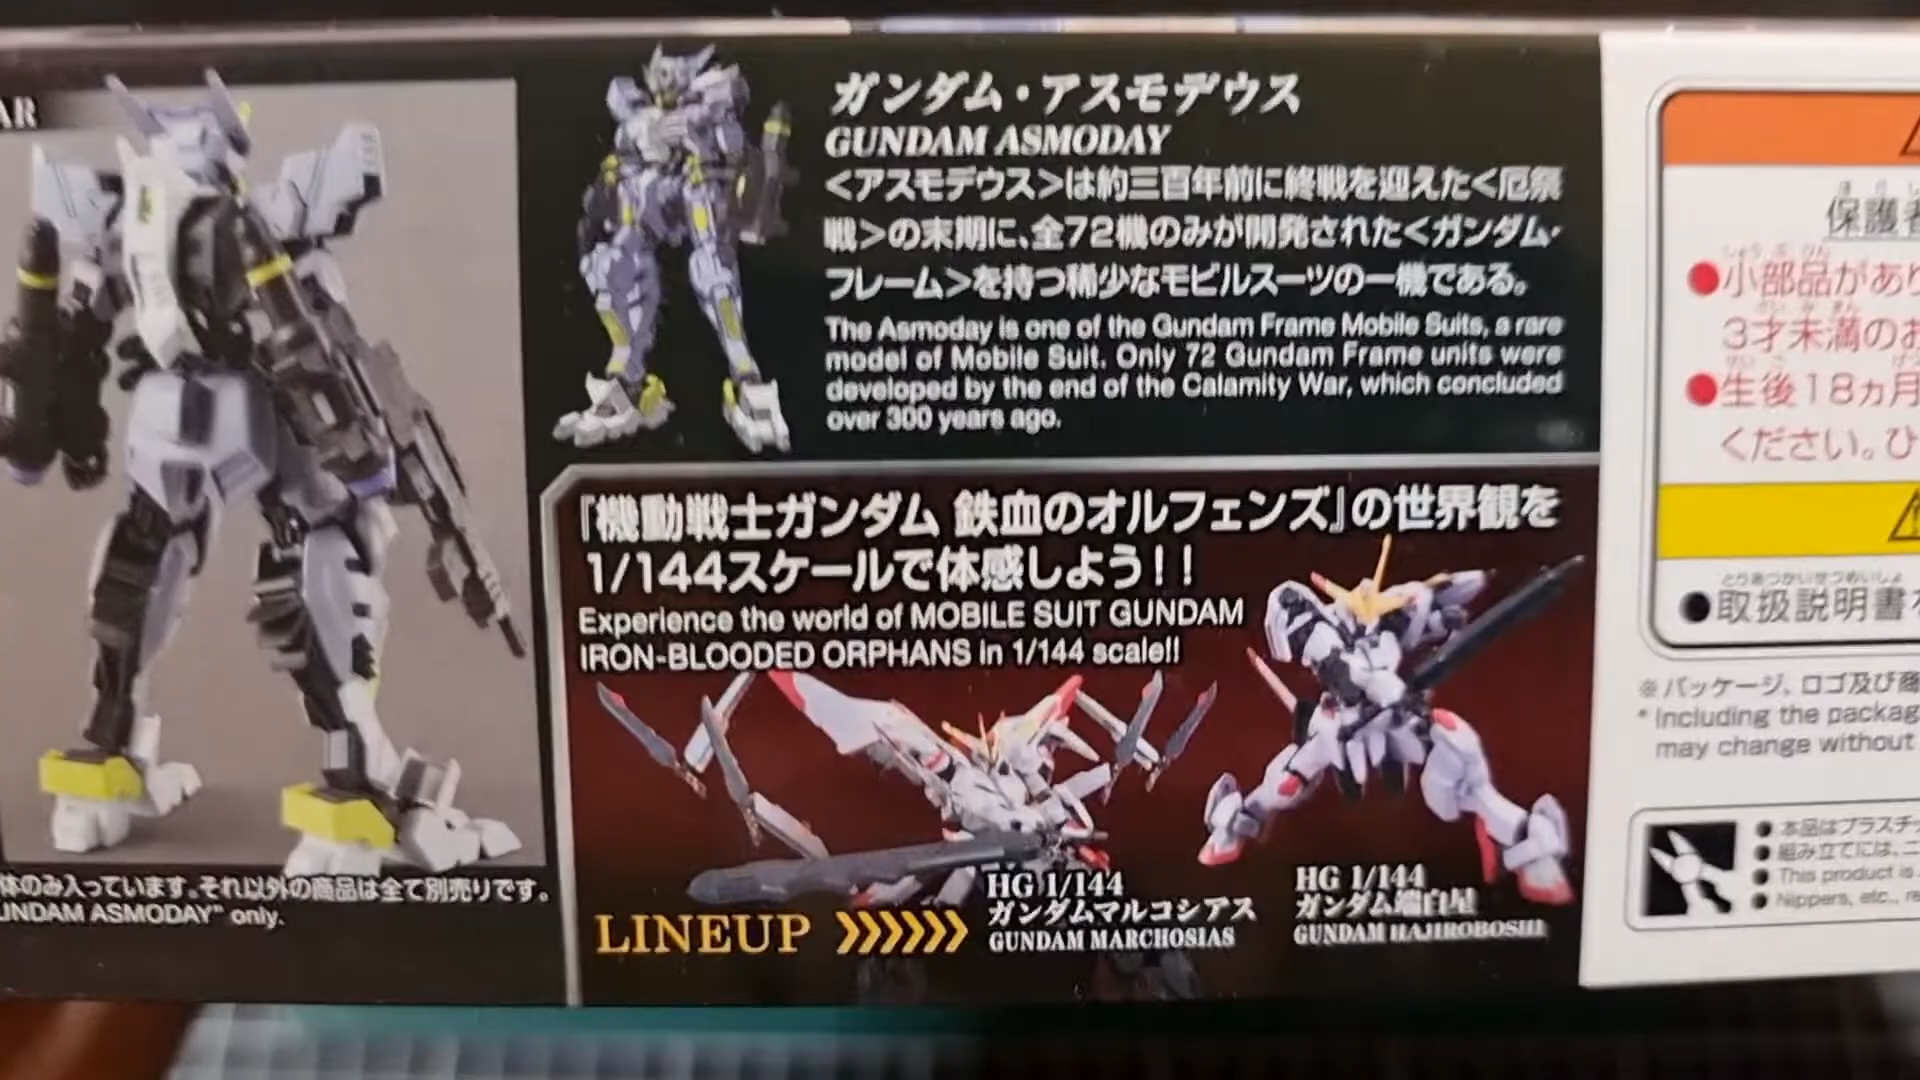 AR
ガンダム・アスモデウス
GUNDAM ASMODAY
<アスモデウス>は約三百年前に終戦を迎えた<厄祭
戦>の末期に、全72機のみが開発された<ガンダム・
フレーム>を持つ稀少なモビルスーツの一機である。
The Asmoday is one of the Gundam Frame Mobile Suits, a rare
model of Mobile Suit. Only 72 Gundam Frame units were
developed by the end of the Calamity War, which concluded
over 300 years ago.
体のみ入っています。それ以外の商品は全て別売りです。
UNDAM ASMODAY" only.
『機動戦士ガンダム 鉄血のオルフェンズ』の世界観を
1/144スケールで体感しよう!!
Experience the world of MOBILE SUIT GUNDAM
IRON-BLOODED ORPHANS in 1/144 scale!!
LINEUP
HG 1/144
ガンダムマルコシアス
GUNDAM MARCHOSIAS
HG 1/144
ガンダム端白星
GUNDAM HAJIROBOSHI
保護者
●小部品があり
3才未満のお
●生後18ヵ月
ください。ひ
●取扱説明書を
※パッケージ、ロゴ及び商
* Including the packag
may change without
●本品はプラスチッ
●組み立てには、ニ
●This product is
●Nippers, etc., re